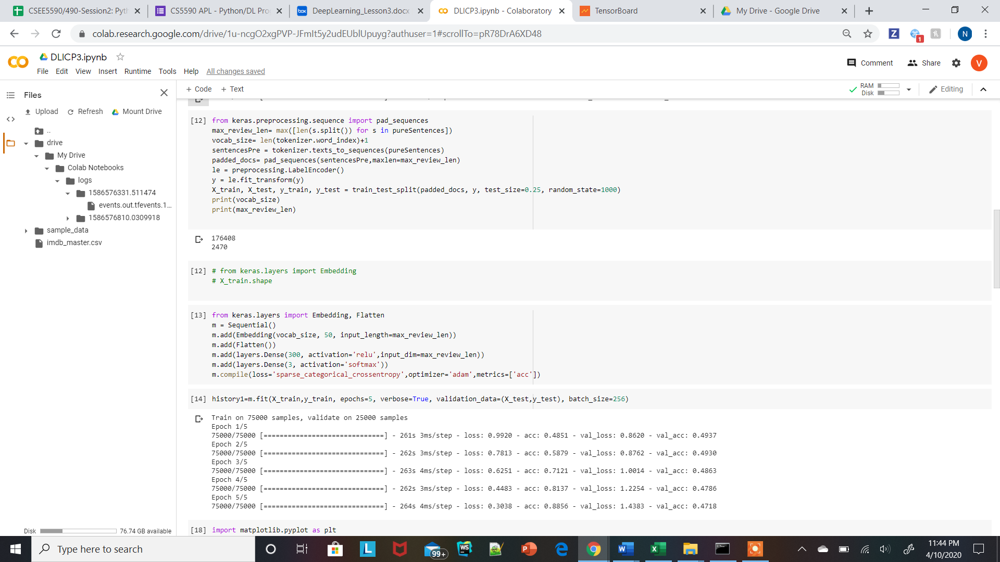 CSEE5590/490-Session2: Pyth
CS5590 APL - Python/DL Pro
DeepLearning_Lesson3.docx
DLICP3.ipynb - Colaboratory
TensorBoard
My Drive - Google Drive
colab.research.google.com/drive/1u-ncgO2xgPVP-JFmIt5y2udEUblUpuyg?authuser=1#scrollTo=pR78DrA6XD48
Z
1
N
DLICP3.ipynb
Comment
Share
V
File Edit View Insert Runtime Tools Help All changes saved
Files
+ Code + Text
RAM
Disk
Editing
Upload Refresh Mount Drive
..
drive
My Drive
Colab Notebooks
logs
1586576331.511474
events.out.tfevents.1...
1586576810.0309918
sample_data
imdb_master.csv
Disk 76.74 GB available
[12] from keras.preprocessing.sequence import pad_sequences
max_review_len= max([len(s.split()) for s in pureSentences])
vocab_size= len(tokenizer.word_index)+1
sentencesPre = tokenizer.texts_to_sequences(pureSentences)
padded_docs= pad_sequences(sentencesPre,maxlen=max_review_len)
le = preprocessing.LabelEncoder()
y = le.fit_transform(y)
X_train, X_test, y_train, y_test = train_test_split(padded_docs, y, test_size=0.25, random_state=1000)
print(vocab_size)
print(max_review_len)
176408
2470
[12] # from keras.layers import Embedding
# X_train.shape
[13] from keras.layers import Embedding, Flatten
m = Sequential()
m.add(Embedding(vocab_size, 50, input_length=max_review_len))
m.add(Flatten())
m.add(layers.Dense(300, activation='relu',input_dim=max_review_len))
m.add(layers.Dense(3, activation='softmax'))
m.compile(loss='sparse_categorical_crossentropy',optimizer='adam',metrics=['acc'])
[14] history1=m.fit(X_train,y_train, epochs=5, verbose=True, validation_data=(X_test,y_test), batch_size=256)
Train on 75000 samples, validate on 25000 samples
Epoch 1/5
75000/75000 [==============================] - 261s 3ms/step - loss: 0.9920 - acc: 0.4851 - val_loss: 0.8620 - val_acc: 0.4937
Epoch 2/5
75000/75000 [==============================] - 262s 3ms/step - loss: 0.7813 - acc: 0.5879 - val_loss: 0.8762 - val_acc: 0.4930
Epoch 3/5
75000/75000 [==============================] - 263s 4ms/step - loss: 0.6251 - acc: 0.7121 - val_loss: 1.0014 - val_acc: 0.4863
Epoch 4/5
75000/75000 [==============================] - 262s 3ms/step - loss: 0.4483 - acc: 0.8137 - val_loss: 1.2254 - val_acc: 0.4786
Epoch 5/5
75000/75000 [==============================] - 264s 4ms/step - loss: 0.3038 - acc: 0.8856 - val_loss: 1.4383 - val_acc: 0.4718
[18] import matplotlib.pyplot as plt
Type here to search
99+
11:44 PM
4/10/2020